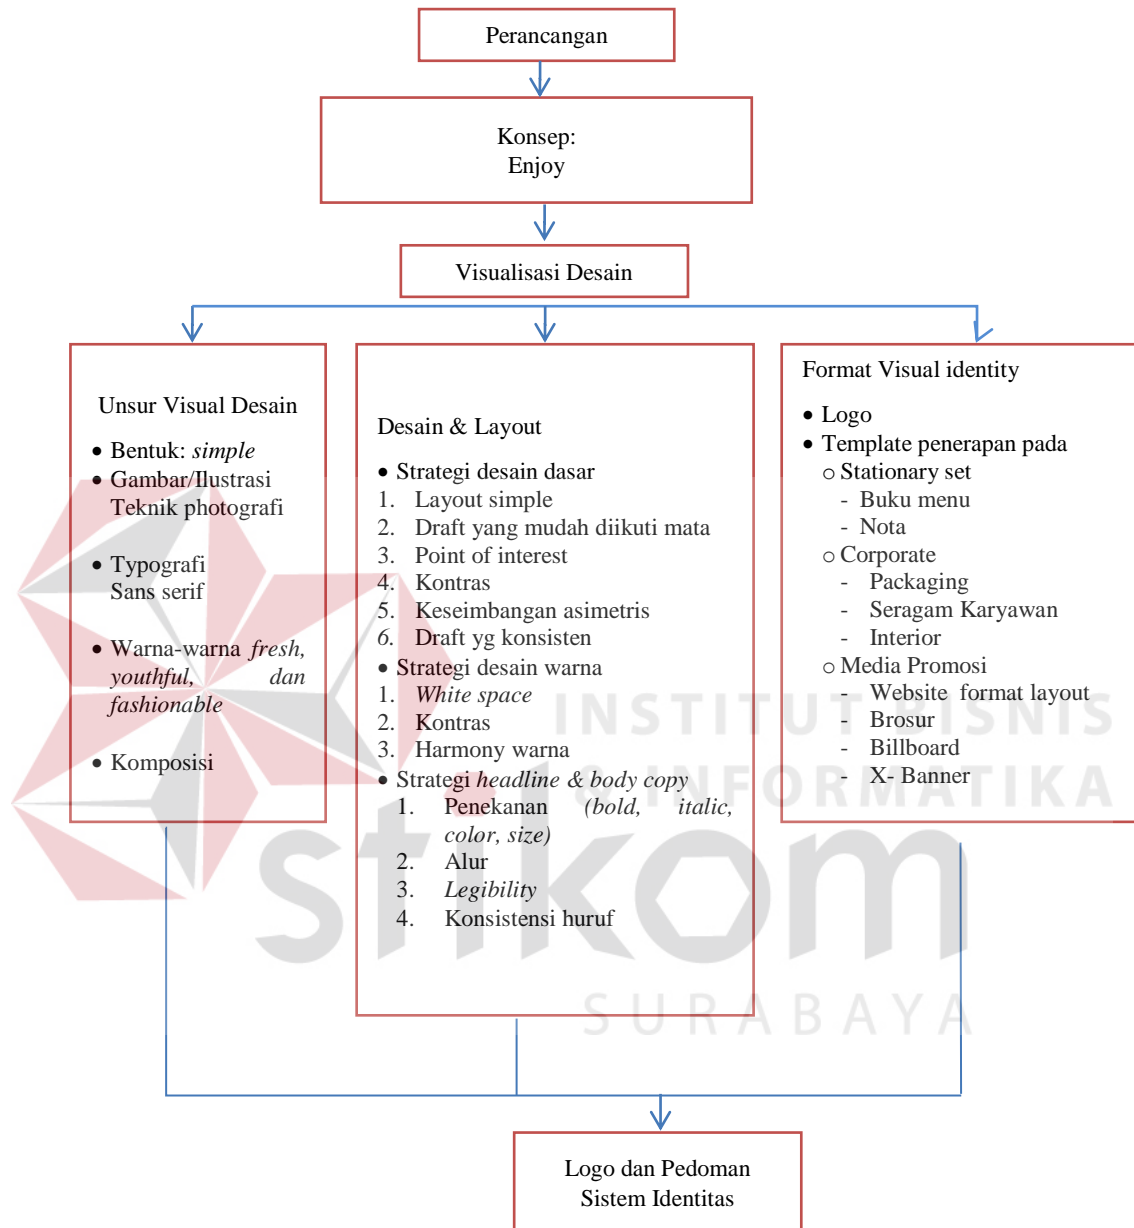 Perancangan
Konsep:
Enjoy
Visualisasi Desain
Unsur Visual Desain
• Bentuk: simple
• Gambar/Ilustrasi
Teknik photografi
• Typografi
Sans serif
• Warna-warna fresh,
youthful, dan
fashionable
• Komposisi
Desain & Layout
• Strategi desain dasar
1. Layout simple
2. Draft yang mudah diikuti mata
3. Point of interest
4. Kontras
5. Keseimbangan asimetris
6. Draft yg konsisten
• Strategi desain warna
1. White space
2. Kontras
3. Harmony warna
• Strategi headline & body copy
1. Penekanan (bold, italic,
color, size)
2. Alur
3. Legibility
4. Konsistensi huruf
Format Visual identity
• Logo
• Template penerapan pada
o Stationary set
- Buku menu
- Nota
o Corporate
- Packaging
- Seragam Karyawan
- Interior
o Media Promosi
- Website format layout
- Brosur
- Billboard
- X- Banner
INSTITUT BISNIS
& INFORMATIKA
stikom
SURABAYA
Logo dan Pedoman
Sistem Identitas